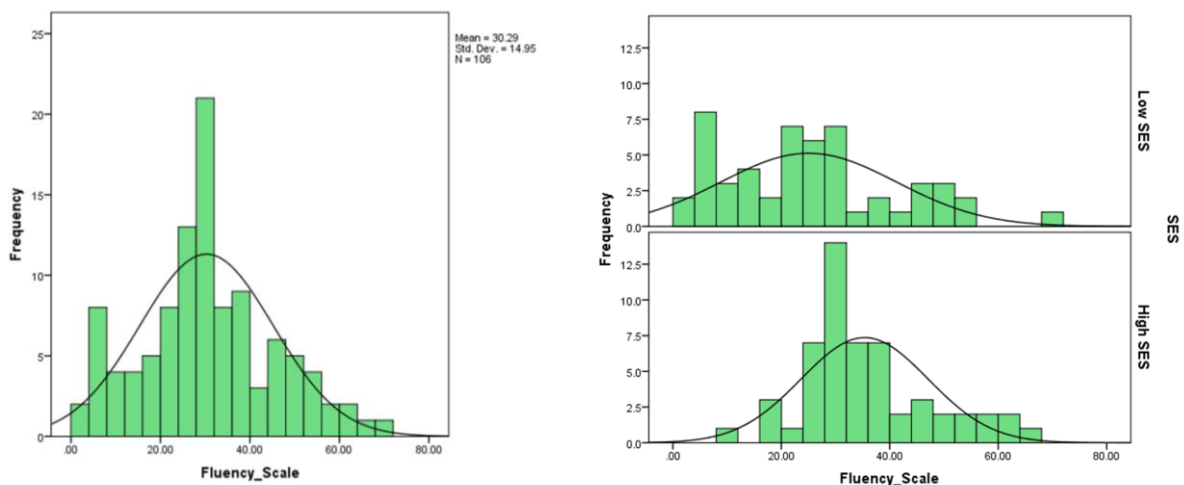 25
20
15
10
5
0
Frequency
.00 20.00 40.00 60.00 80.00
Fluency_Scale
Mean = 30.29
Std. Dev. = 14.95
N = 106
12.5
10.0
7.5
5.0
2.5
0.0
Low SES
12.5
10.0
7.5
5.0
2.5
0.0
High SES
Frequency
SES
.00 20.00 40.00 60.00 80.00
Fluency_Scale